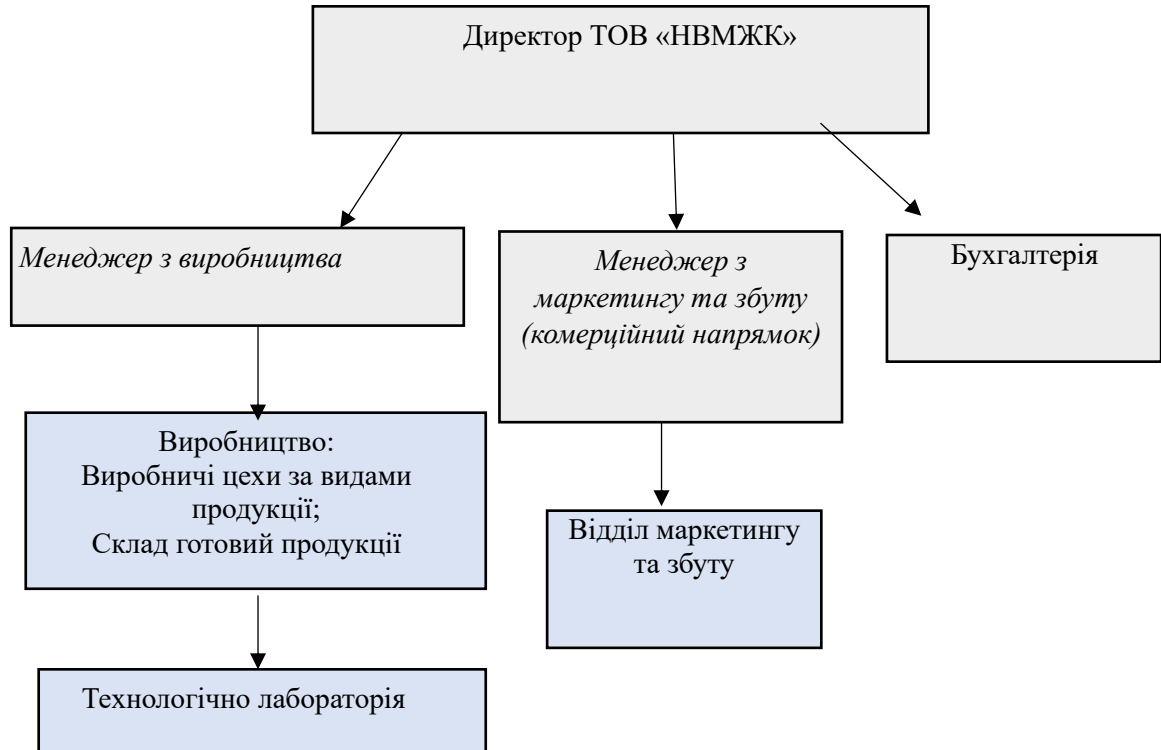 Директор ТОВ «НВМЖК»
Менеджер з виробництва
Менеджер з
маркетингу та збуту
(комерційний напрямок)
Бухгалтерія
Виробництво:
Виробничі цехи за видами
продукції;
Склад готовий продукції
Відділ маркетингу
та збуту
Технологічно лабораторія